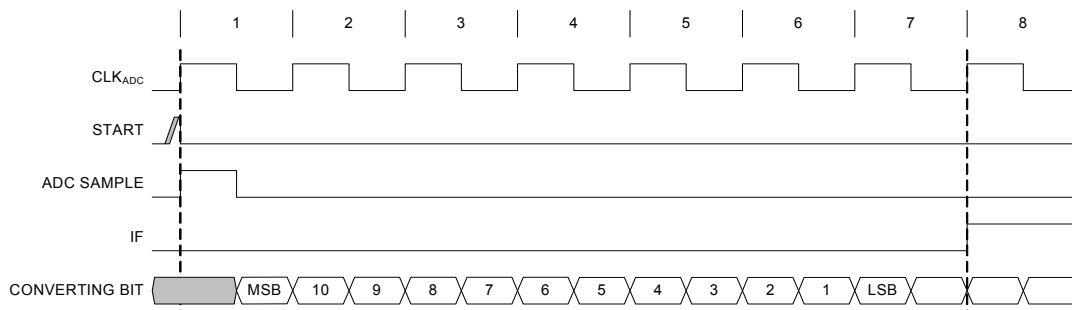 1 2 3 4 5 6 7 8
CLKADC
START
ADC SAMPLE
IF
CONVERTING BIT MSB 10 9 8 7 6 5 4 3 2 1 LSB